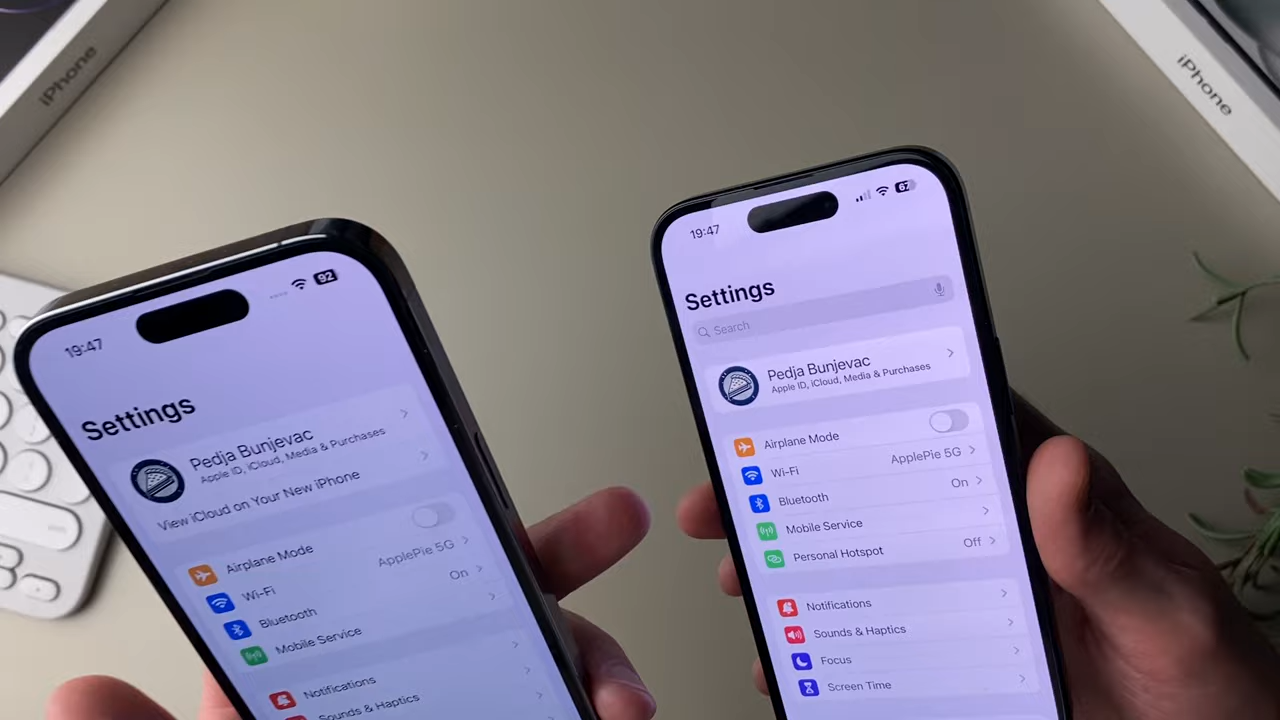 iPhone
iPhone
19:47
92
Settings
Pedja Bunjevac
Apple ID, iCloud, Media & Purchases
View iCloud on Your New iPhone
Airplane Mode
Wi-Fi
ApplePie 5G
Bluetooth
On
Mobile Service
Notifications
Sounds & Haptics
19:47
67
Settings
Search
Pedja Bunjevac
Apple ID, iCloud, Media & Purchases
Airplane Mode
Wi-Fi
ApplePie 5G
Bluetooth
On
Mobile Service
Personal Hotspot
Off
Notifications
Sounds & Haptics
Focus
Screen Time